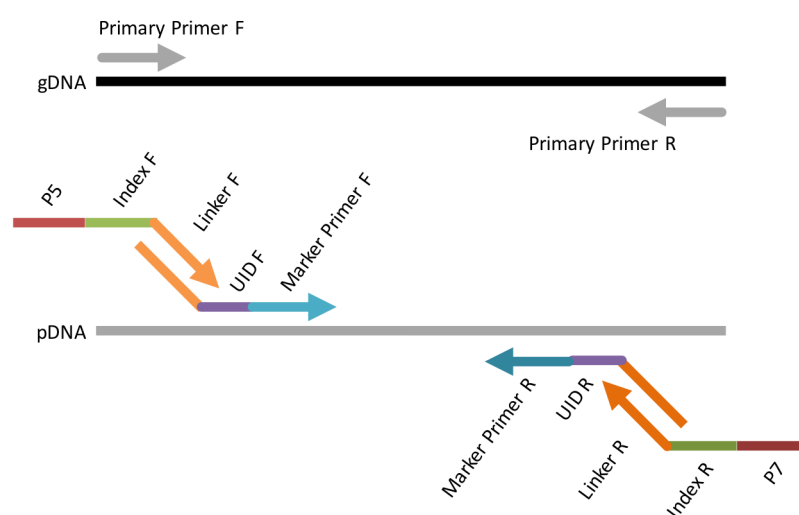 Primary Primer F
gDNA
Primary Primer R
P5
Index F
Linker F
UID F
Marker Primer F
pDNA
Marker Primer R
UID R
Linker R
Index R
P7